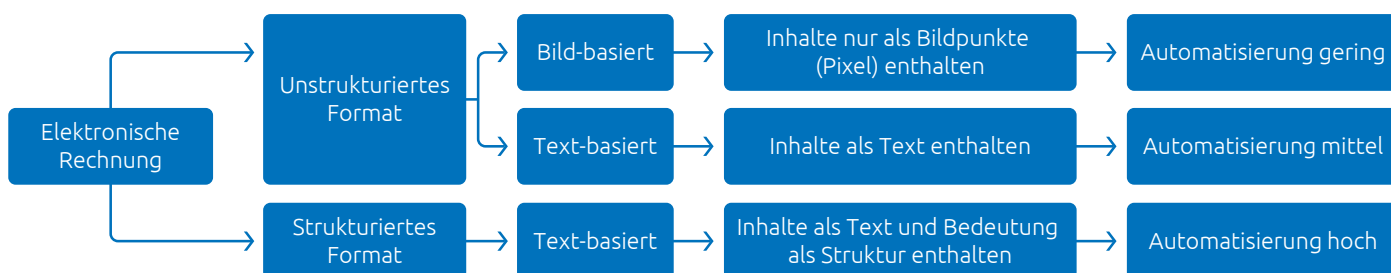 Elektronische
Rechnung
Unstrukturiertes
Format
Bild-basiert
Inhalte nur als Bildpunkte
(Pixel) enthalten
Automatisierung gering
Text-basiert
Inhalte als Text enthalten
Automatisierung mittel
Strukturiertes
Format
Text-basiert
Inhalte als Text und Bedeutung
als Struktur enthalten
Automatisierung hoch